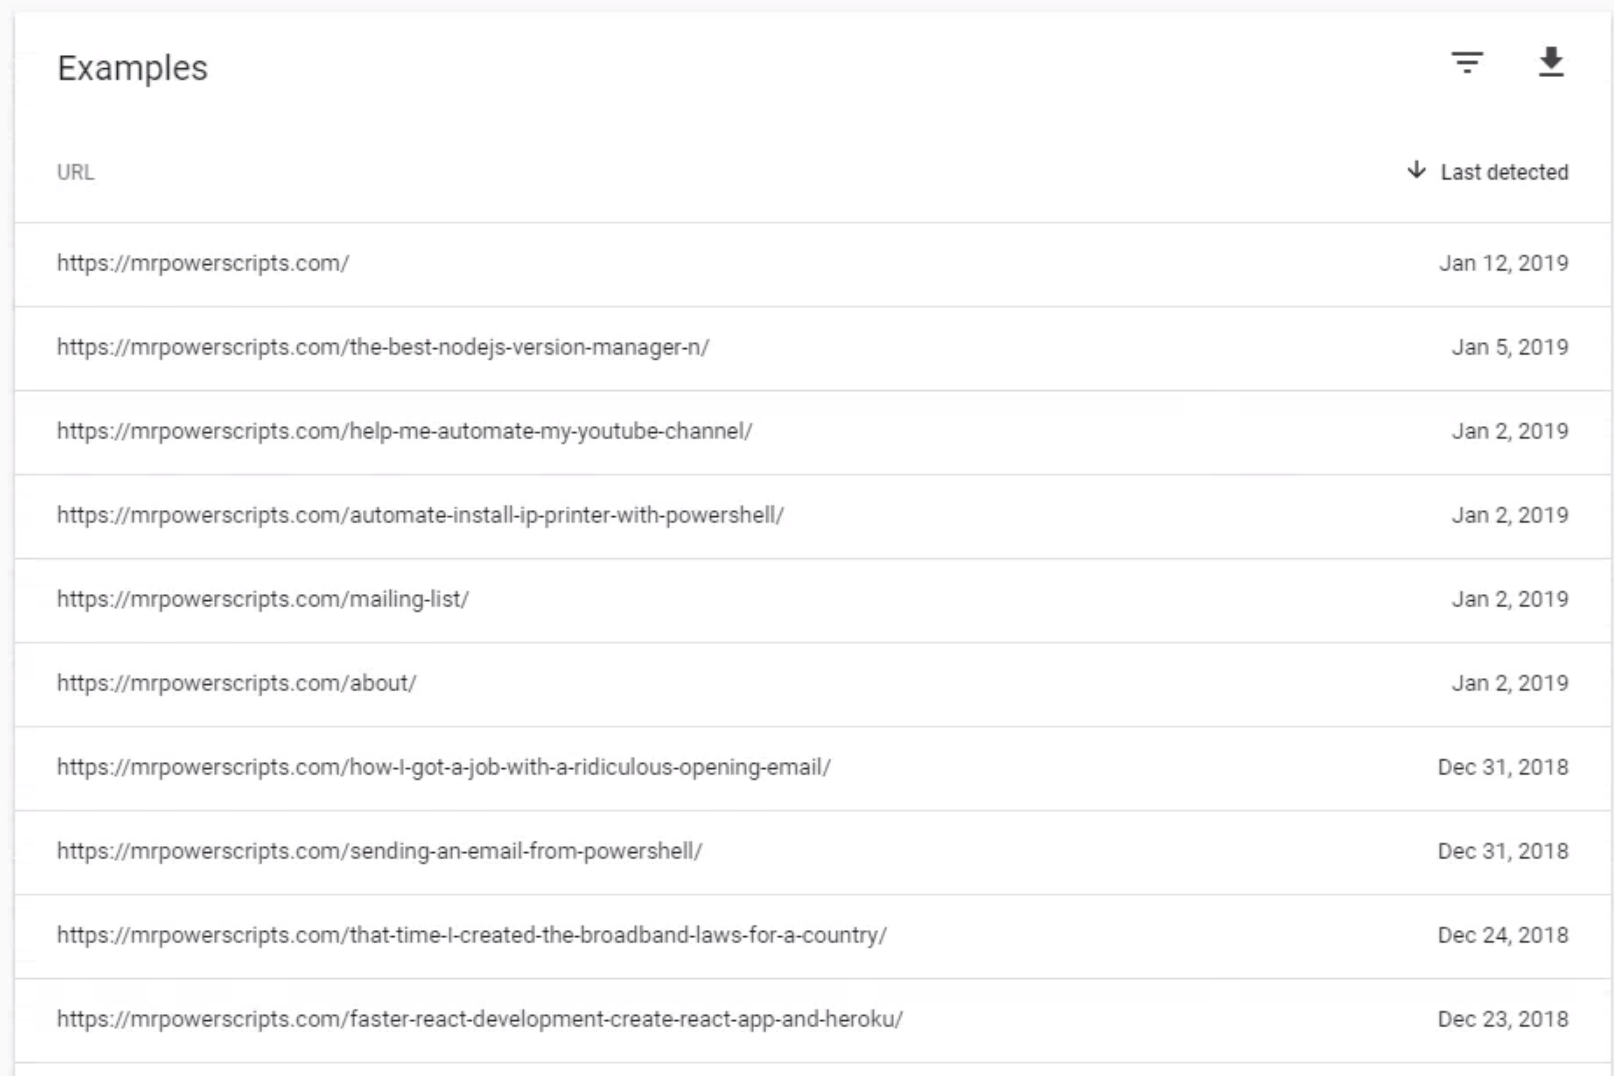 Examples
URL Last detected
https://mrpowerscripts.com/ Jan 12, 2019
https://mrpowerscripts.com/the-best-nodejs-version-manager-n/ Jan 5, 2019
https://mrpowerscripts.com/help-me-automate-my-youtube-channel/ Jan 2, 2019
https://mrpowerscripts.com/automate-install-ip-printer-with-powershell/ Jan 2, 2019
https://mrpowerscripts.com/mailing-list/ Jan 2, 2019
https://mrpowerscripts.com/about/ Jan 2, 2019
https://mrpowerscripts.com/how-I-got-a-job-with-a-ridiculous-opening-email/ Dec 31, 2018
https://mrpowerscripts.com/sending-an-email-from-powershell/ Dec 31, 2018
https://mrpowerscripts.com/that-time-I-created-the-broadband-laws-for-a-country/ Dec 24, 2018
https://mrpowerscripts.com/faster-react-development-create-react-app-and-heroku/ Dec 23, 2018